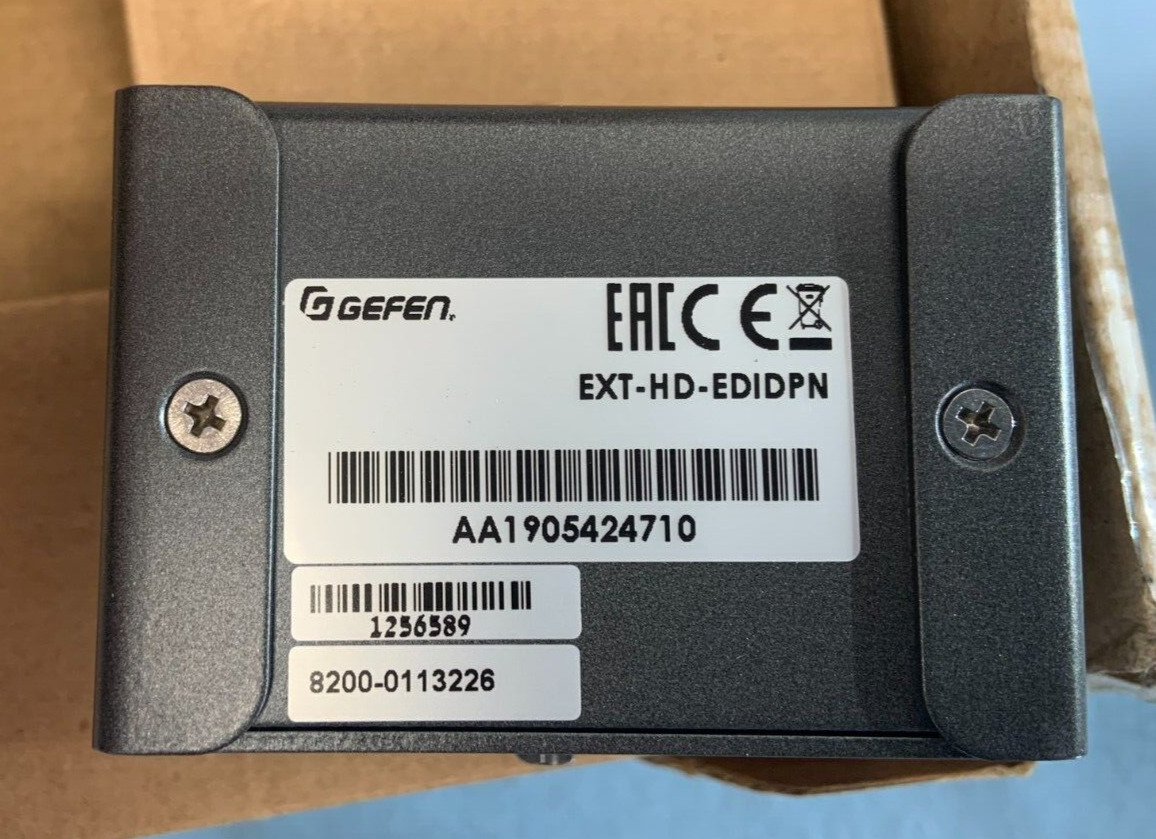 GEFEN
EAC CE
EXT-HD-EDIDPN
AA1905424710
1256589
8200-0113226